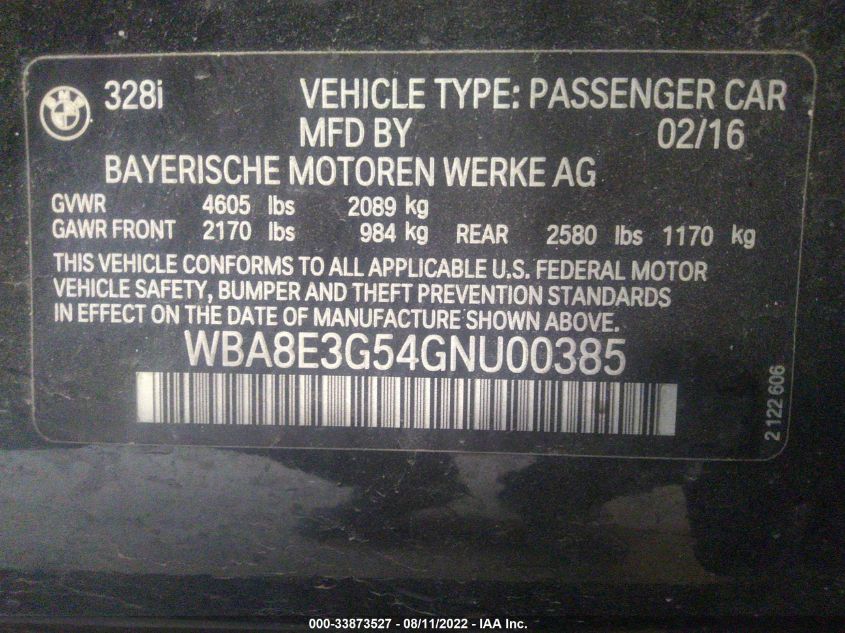 BMW
328i VEHICLE TYPE: PASSENGER CAR
MFD BY 02/16
BAYERISCHE MOTOREN WERKE AG
GVWR 4605 lbs 2089 kg
GAWR FRONT 2170 lbs 984 kg REAR 2580 lbs 1170 kg
THIS VEHICLE CONFORMS TO ALL APPLICABLE U.S. FEDERAL MOTOR
VEHICLE SAFETY, BUMPER AND THEFT PREVENTION STANDARDS
IN EFFECT ON THE DATE OF MANUFACTURE SHOWN ABOVE.
WBA8E3G54GNU00385
2 122 606
000-33873527 - 08/11/2022 - IAA Inc.